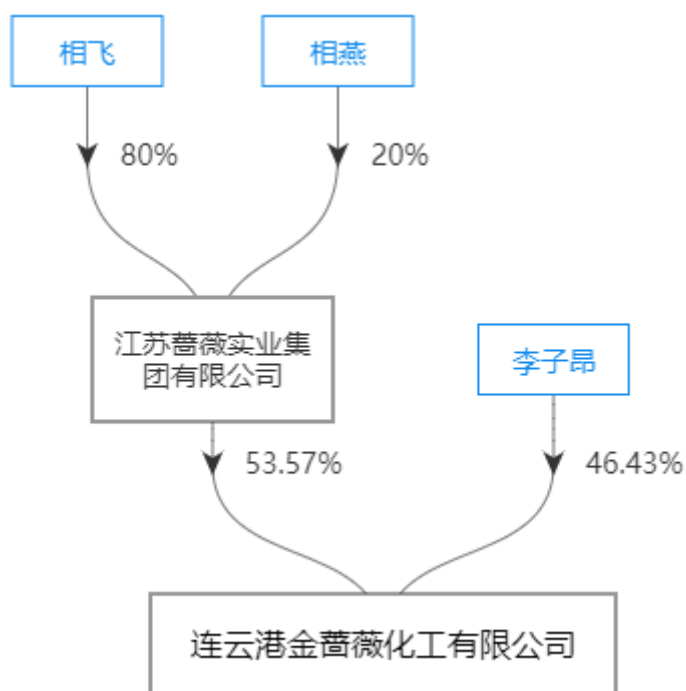 相飞
相燕
80%
20%
江苏蔷薇实业集
团有限公司
李子昂
53.57%
46.43%
连云港金蔷薇化工有限公司